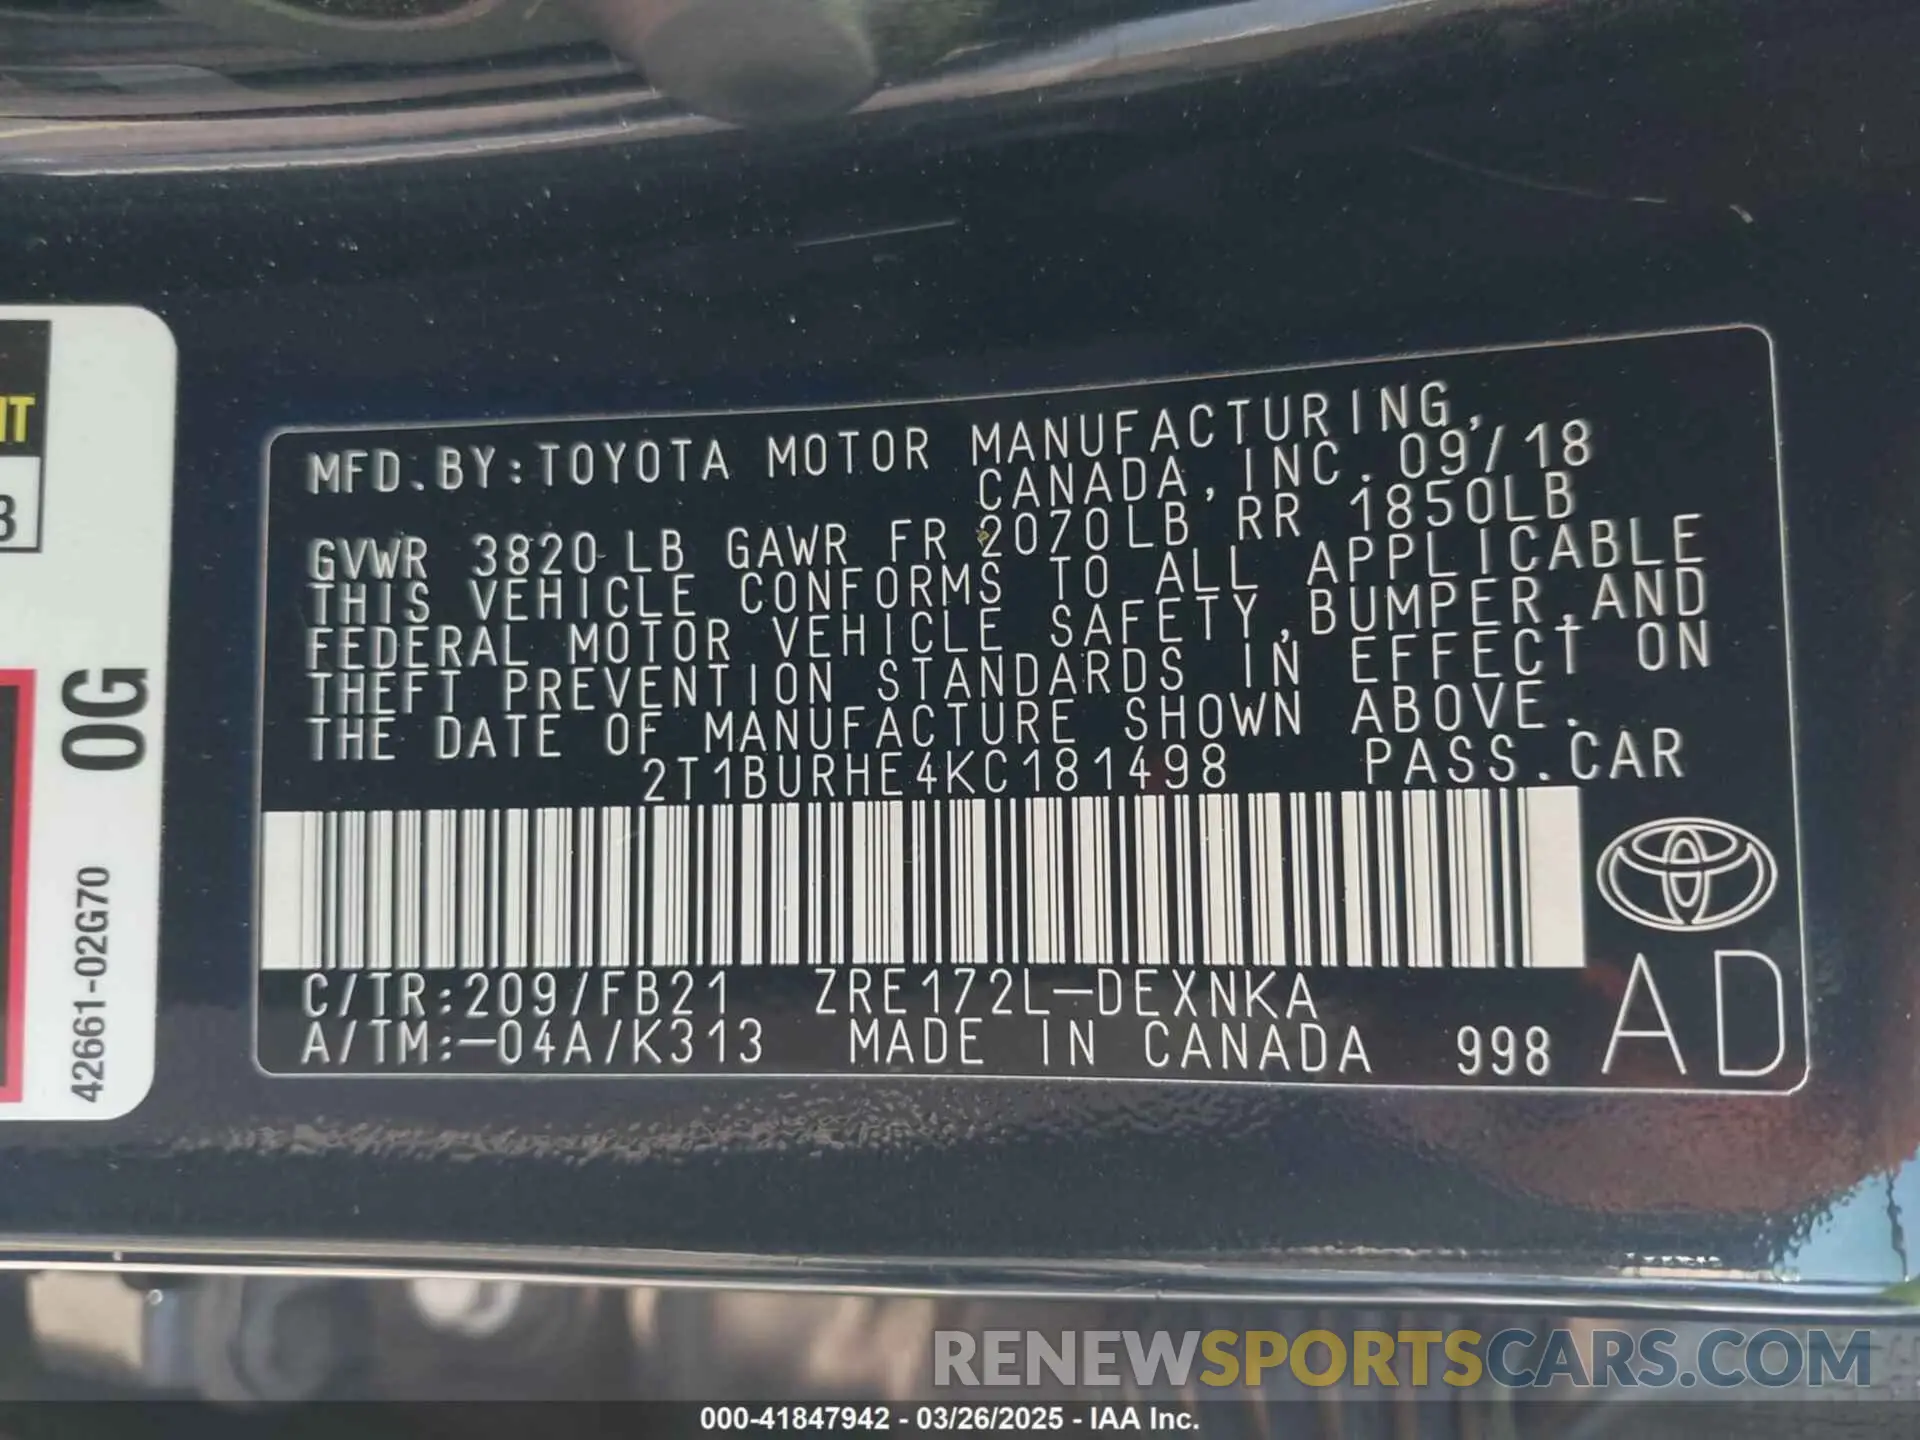 MFD.BY:TOYOTA MOTOR MANUFACTURING,
CANADA, INC. 09/18
GVWR 3820 LB GAWR FR 2070LB RR 1850LB
THIS VEHICLE CONFORMS TO ALL APPLICABLE
FEDERAL MOTOR VEHICLE SAFETY,BUMPER,AND
THEFT PREVENTION STANDARDS IN EFFECT ON
THE DATE OF MANUFACTURE SHOWN ABOVE.
2T1BURHE4KC181498 PASS.CAR
C/TR:209/FB21 ZRE172L-DEXNKA
A/TM:-04A/K313 MADE IN CANADA 998 AD
0G
42661-02G70
RENEWSPORTSCARS.COM
000-41847942 - 03/26/2025 - IAA Inc.